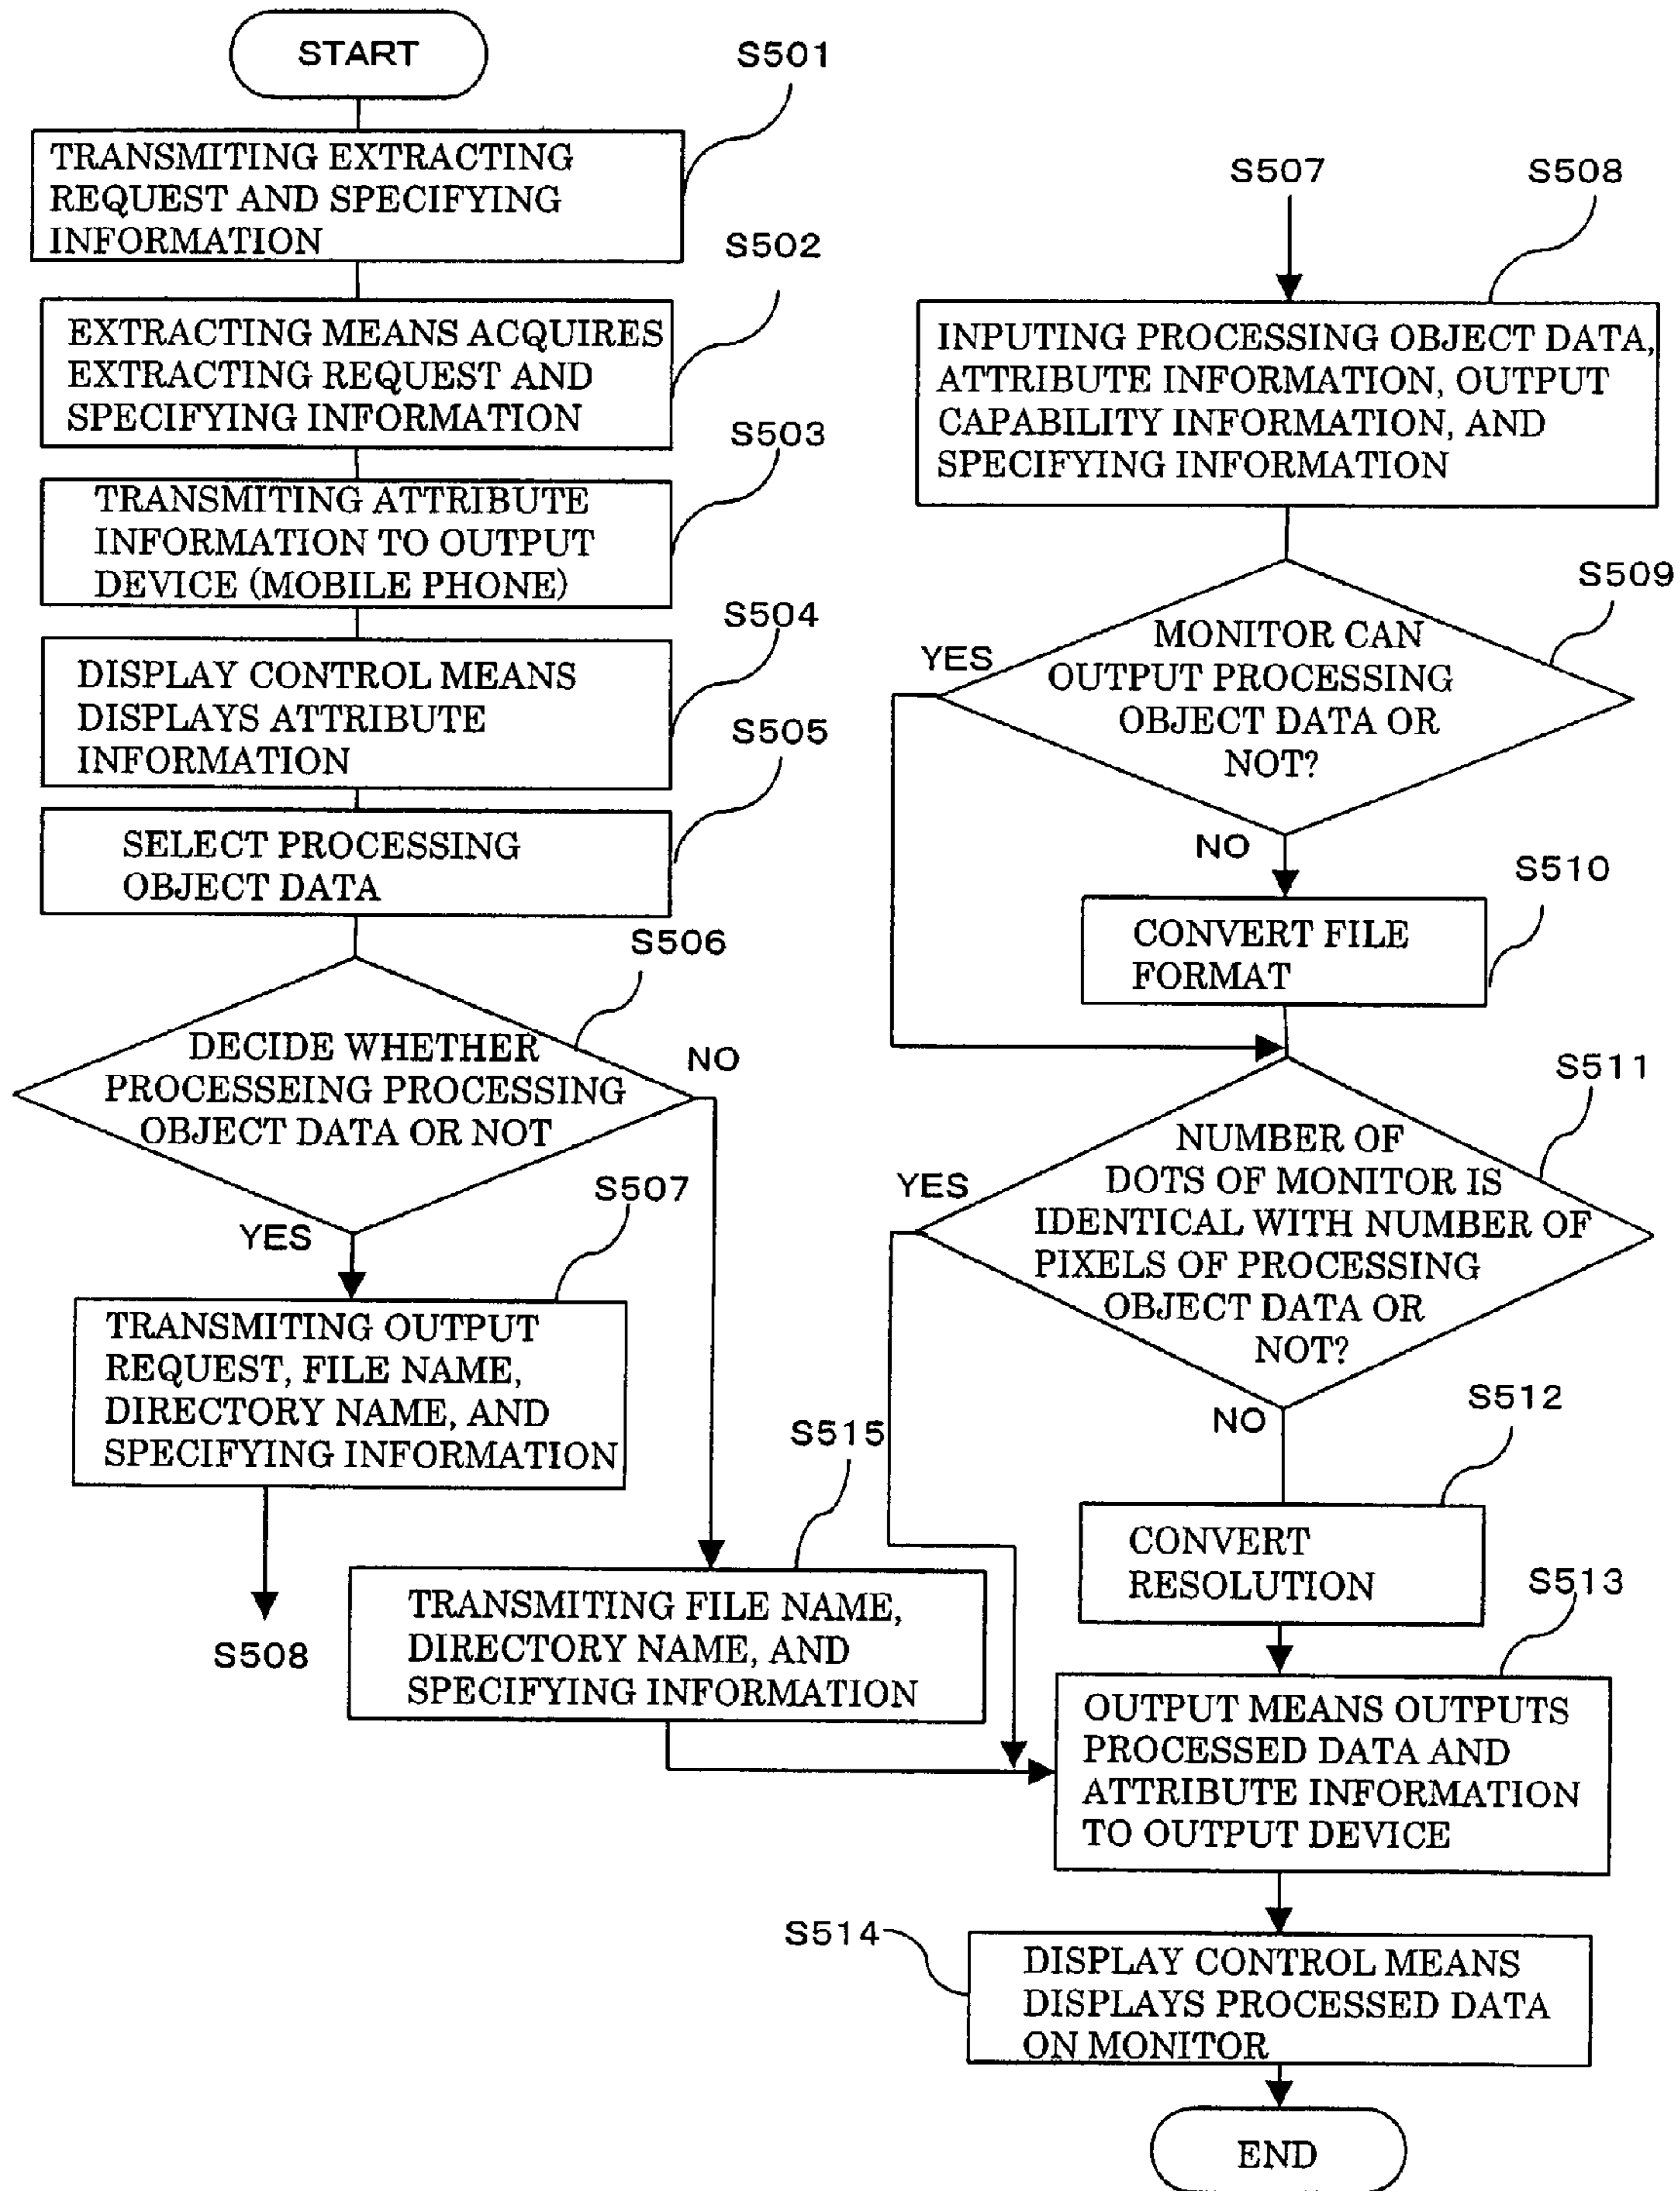 START
S501
TRANSMITING EXTRACTING
REQUEST AND SPECIFYING
INFORMATION
S502
EXTRACTING MEANS ACQUIRES
EXTRACTING REQUEST AND
SPECIFYING INFORMATION
S503
TRANSMITING ATTRIBUTE
INFORMATION TO OUTPUT
DEVICE (MOBILE PHONE)
S504
DISPLAY CONTROL MEANS
DISPLAYS ATTRIBUTE
INFORMATION
S505
SELECT PROCESSING
OBJECT DATA
S506
DECIDE WHETHER
PROCESSEING PROCESSING
OBJECT DATA OR NOT
NO
YES
S507
TRANSMITING OUTPUT
REQUEST, FILE NAME,
DIRECTORY NAME, AND
SPECIFYING INFORMATION
S508
S515
TRANSMITING FILE NAME,
DIRECTORY NAME, AND
SPECIFYING INFORMATION
S507
S508
INPUTING PROCESSING OBJECT DATA,
ATTRIBUTE INFORMATION, OUTPUT
CAPABILITY INFORMATION, AND
SPECIFYING INFORMATION
S509
YES
MONITOR CAN
OUTPUT PROCESSING
OBJECT DATA OR
NOT?
NO
S510
CONVERT FILE
FORMAT
S511
YES
NUMBER OF
DOTS OF MONITOR IS
IDENTICAL WITH NUMBER OF
PIXELS OF PROCESSING
OBJECT DATA OR
NOT?
NO
S512
CONVERT
RESOLUTION
S513
OUTPUT MEANS OUTPUTS
PROCESSED DATA AND
ATTRIBUTE INFORMATION
TO OUTPUT DEVICE
S514
DISPLAY CONTROL MEANS
DISPLAYS PROCESSED DATA
ON MONITOR
END